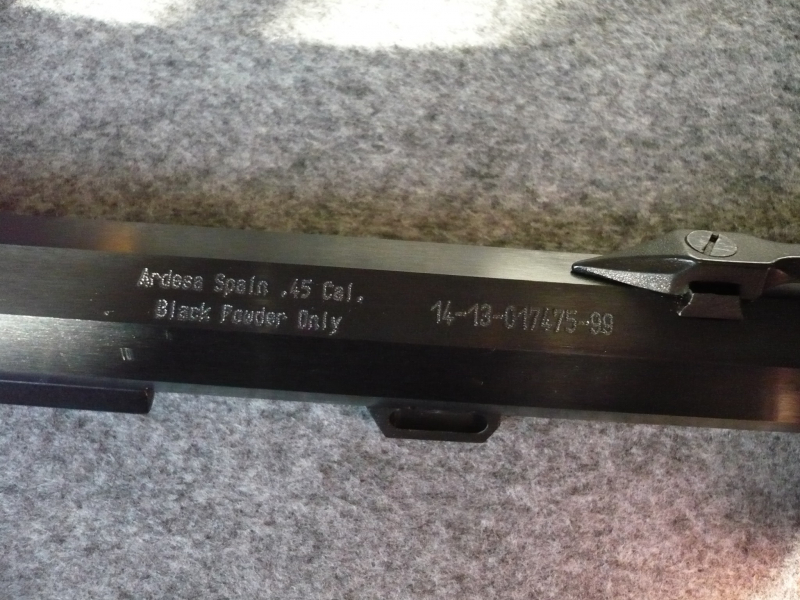 Ardesa Spain .45 Cal.
Black Powder Only
14-13-017475-99